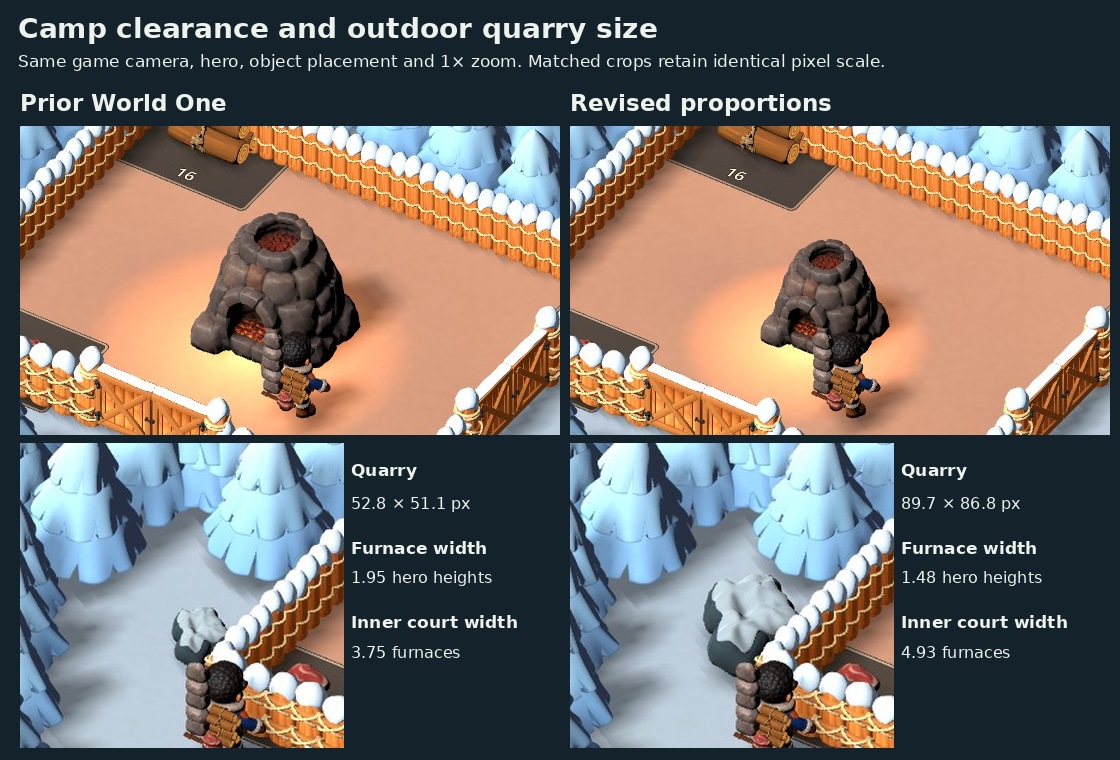 Camp clearance and outdoor quarry size
Same game camera, hero, object placement and 1× zoom. Matched crops retain identical pixel scale.
Prior World One
Revised proportions
16
16
Quarry
52.8 × 51.1 px
Furnace width
1.95 hero heights
Inner court width
3.75 furnaces
Quarry
89.7 × 86.8 px
Furnace width
1.48 hero heights
Inner court width
4.93 furnaces